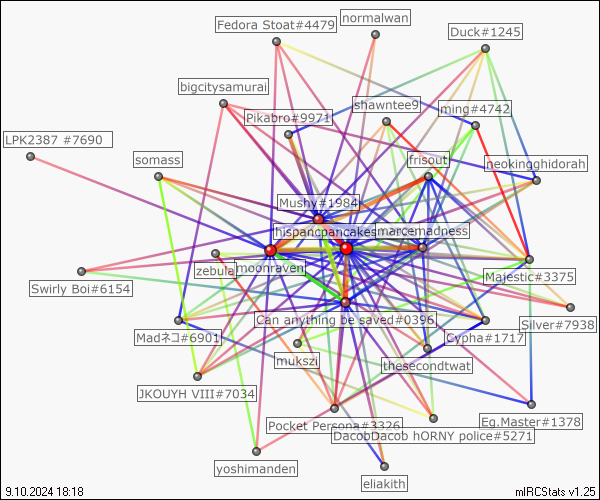 Fedora Stoat#4479
normalwan
Duck#1245
bigcitysamurai
shawntee9
ming#4742
Pikabro#9971
LPK2387 #7690
somass
frisout
neokingghidorah
Mushy#1984
marcemadness
zebula
moonraven
Majestic#3375
Swirly Boi#6154
Silver#7938
Can anything be saved#0396
Madネコ#6901
Cypha#1717
mukszi
thesecondtwat
JKOUYH VIII#7034
Pocket Persona#3326
Eg.Master#1378
DacobDacob hORNY police#5271
yoshimanden
eliakith
9.10.2024 18:18
mIRCStats v1.25